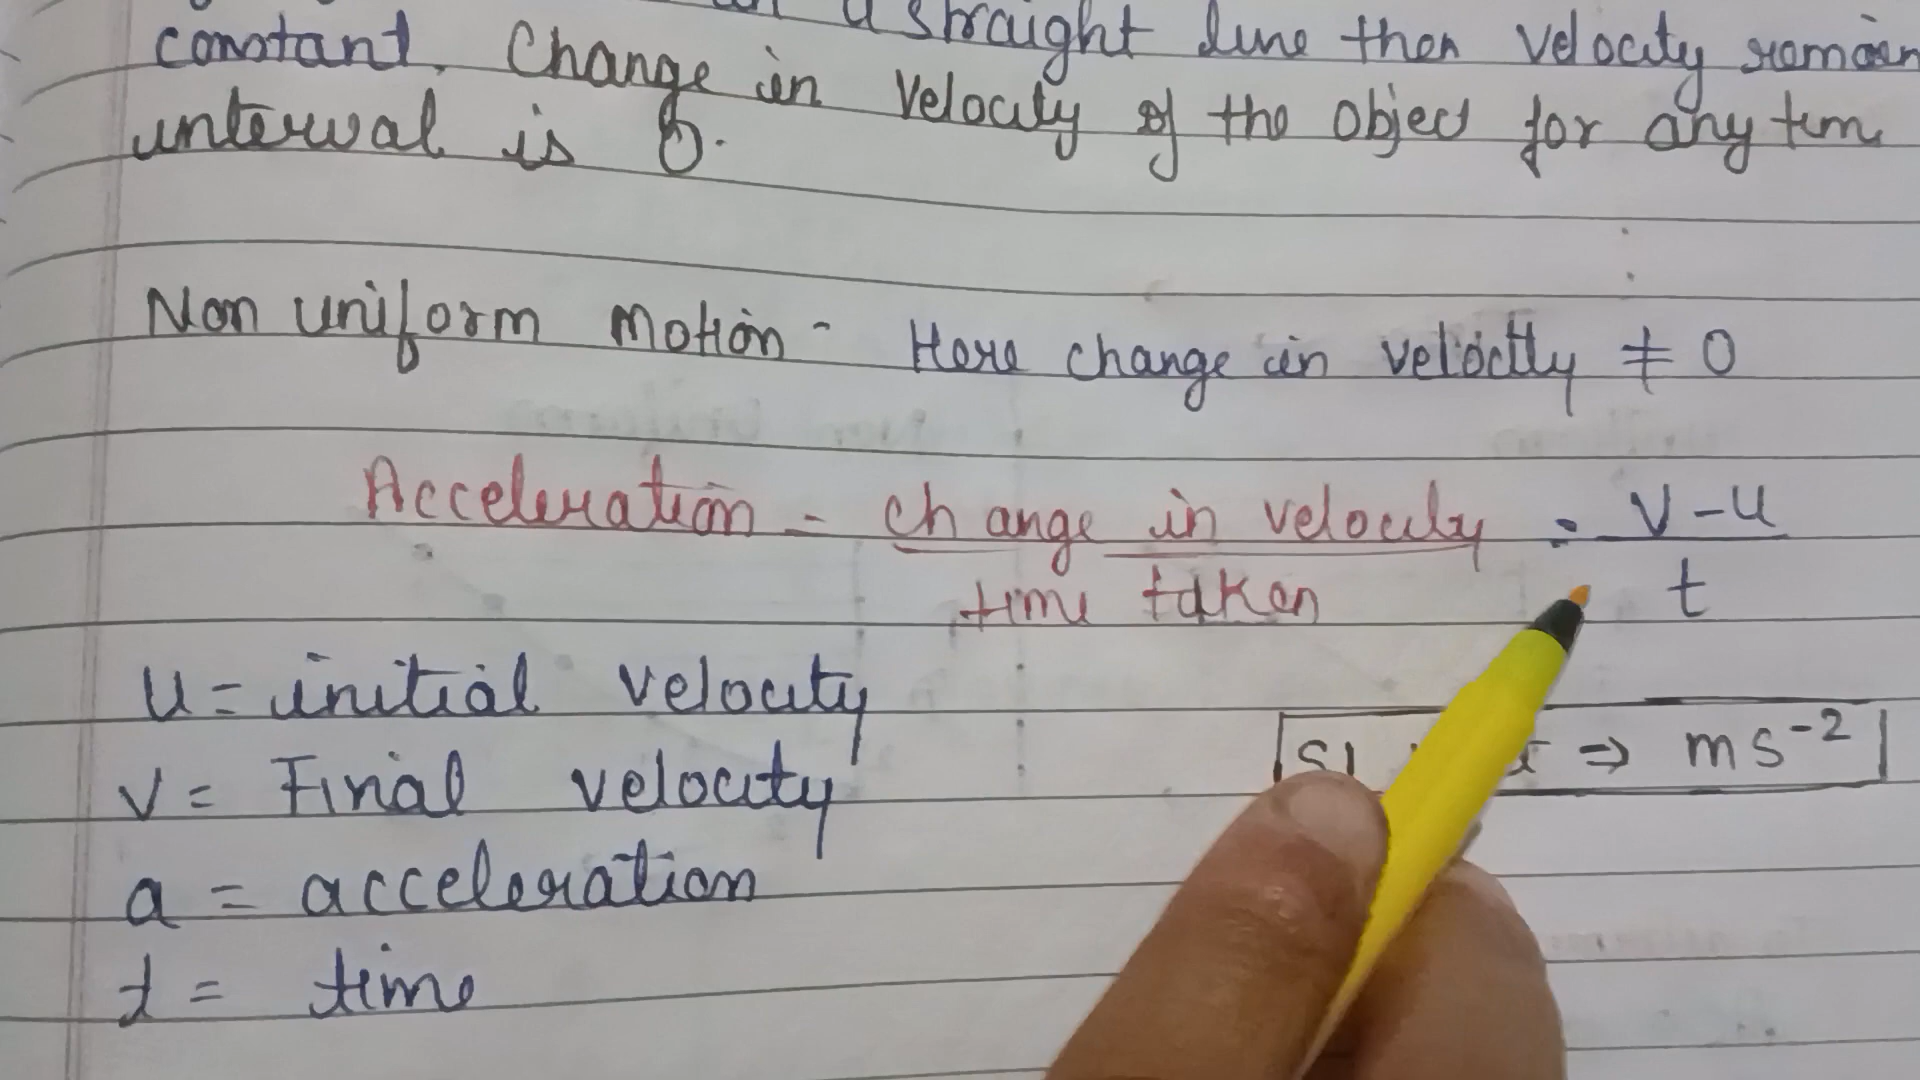 a straight line then velocity remain
constant. Change in velocity of the object for any time
interval is 0.
Non uniform motion - Here change in velocity ≠ 0
Acceleration = change in velocity = v-u
time taken t
u = initial velocity
SI ⇒ ms⁻²
v = Final velocity
a = acceleration
t = time